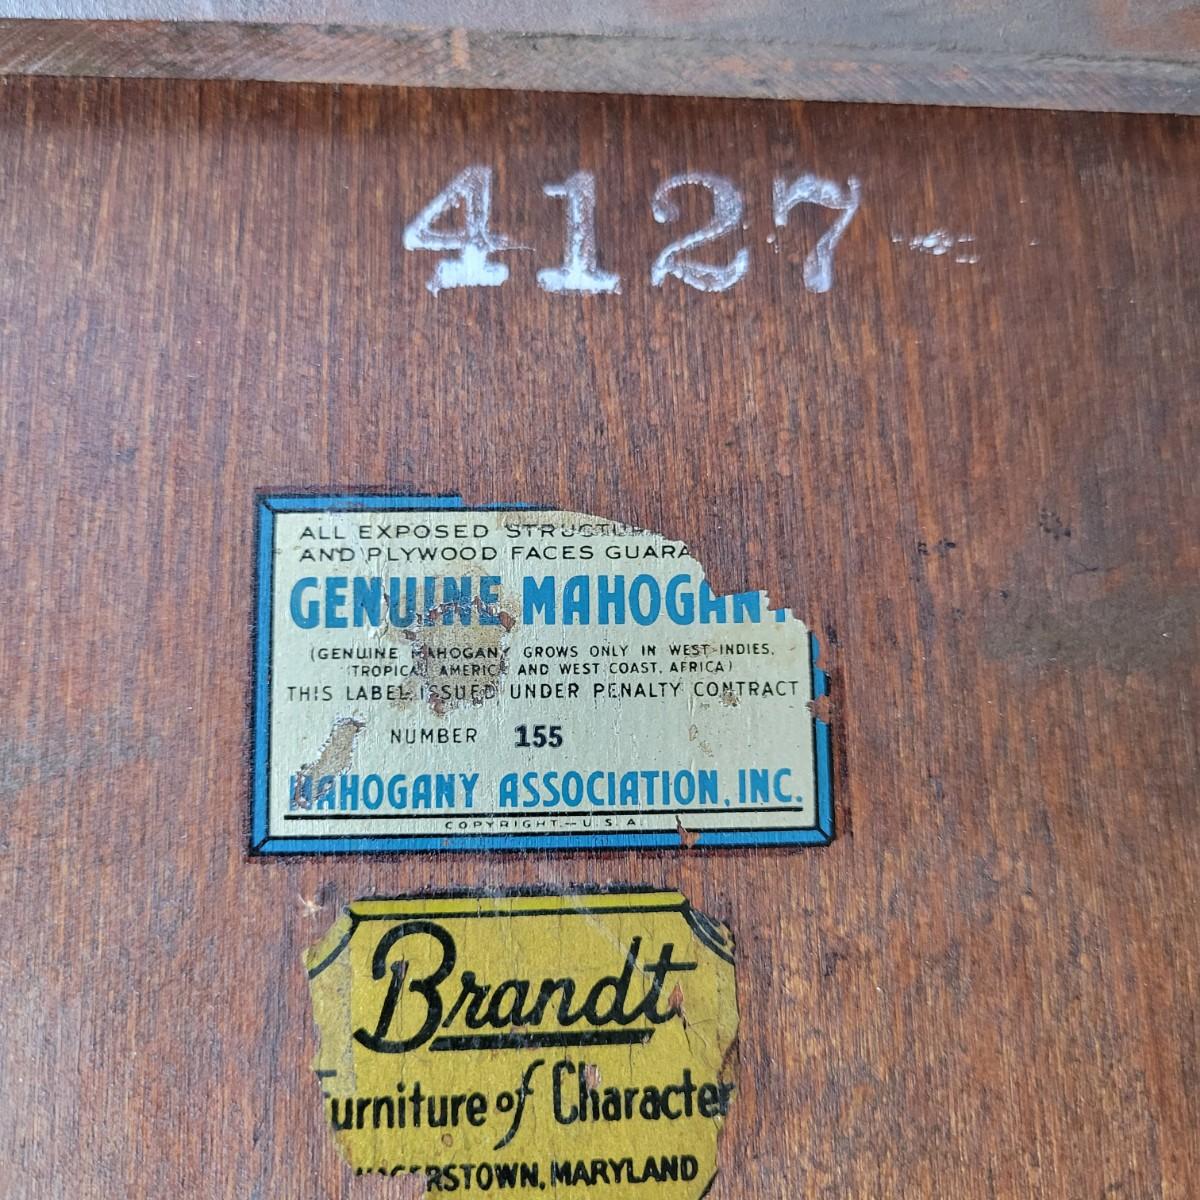 4127-
ALL EXPOSED STRUCTU
AND PLYWOOD FACES GUARA
GENUINE MAHOGANY
(GENUINE MAHOGANY GROWS ONLY IN WEST INDIES,
TROPICAL AMERICA AND WEST COAST, AFRICA)
THIS LABEL ISSUED UNDER PENALTY CONTRACT
NUMBER 155
MAHOGANY ASSOCIATION, INC.
COPYRIGHT.—U.S.A.
Brandt
Furniture of Character
HAGERSTOWN, MARYLAND